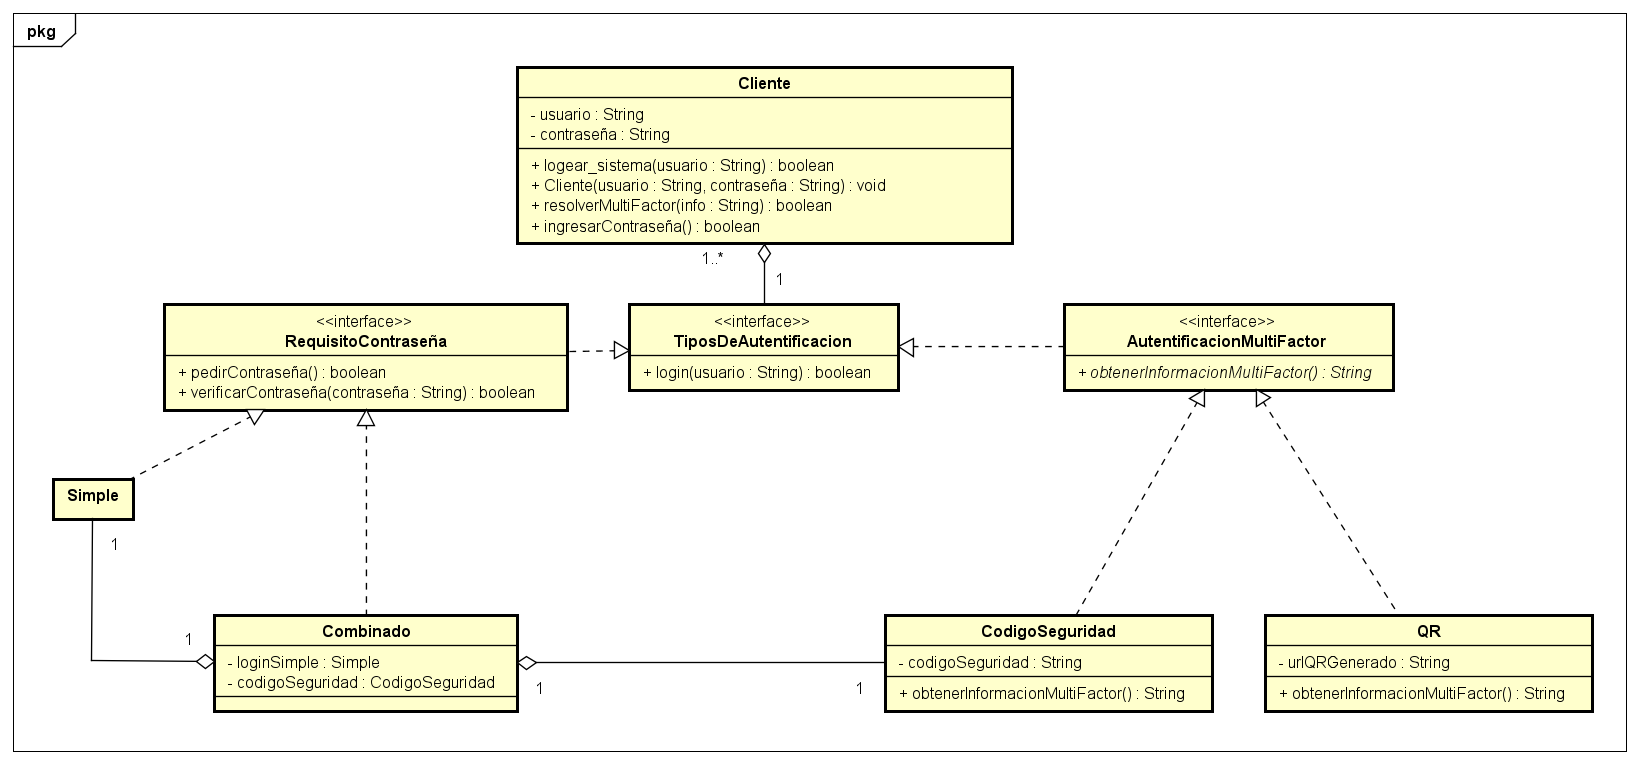 pkg
Cliente
- usuario : String
- contraseña : String
+ logear_sistema(usuario : String) : boolean
+ Cliente(usuario : String, contraseña : String) : void
+ resolverMultiFactor(info : String) : boolean
+ ingresarContraseña() : boolean
1..*
1
<<interface>>
RequisitoContraseña
+ pedirContraseña() : boolean
+ verificarContraseña(contraseña : String) : boolean
<<interface>>
TiposDeAutentificacion
+ login(usuario : String) : boolean
<<interface>>
AutentificacionMultiFactor
+ obtenerInformacionMultiFactor() : String
Simple
1
1
Combinado
- loginSimple : Simple
- codigoSeguridad : CodigoSeguridad
1
1
CodigoSeguridad
- codigoSeguridad : String
+ obtenerInformacionMultiFactor() : String
QR
- urlQRGenerado : String
+ obtenerInformacionMultiFactor() : String